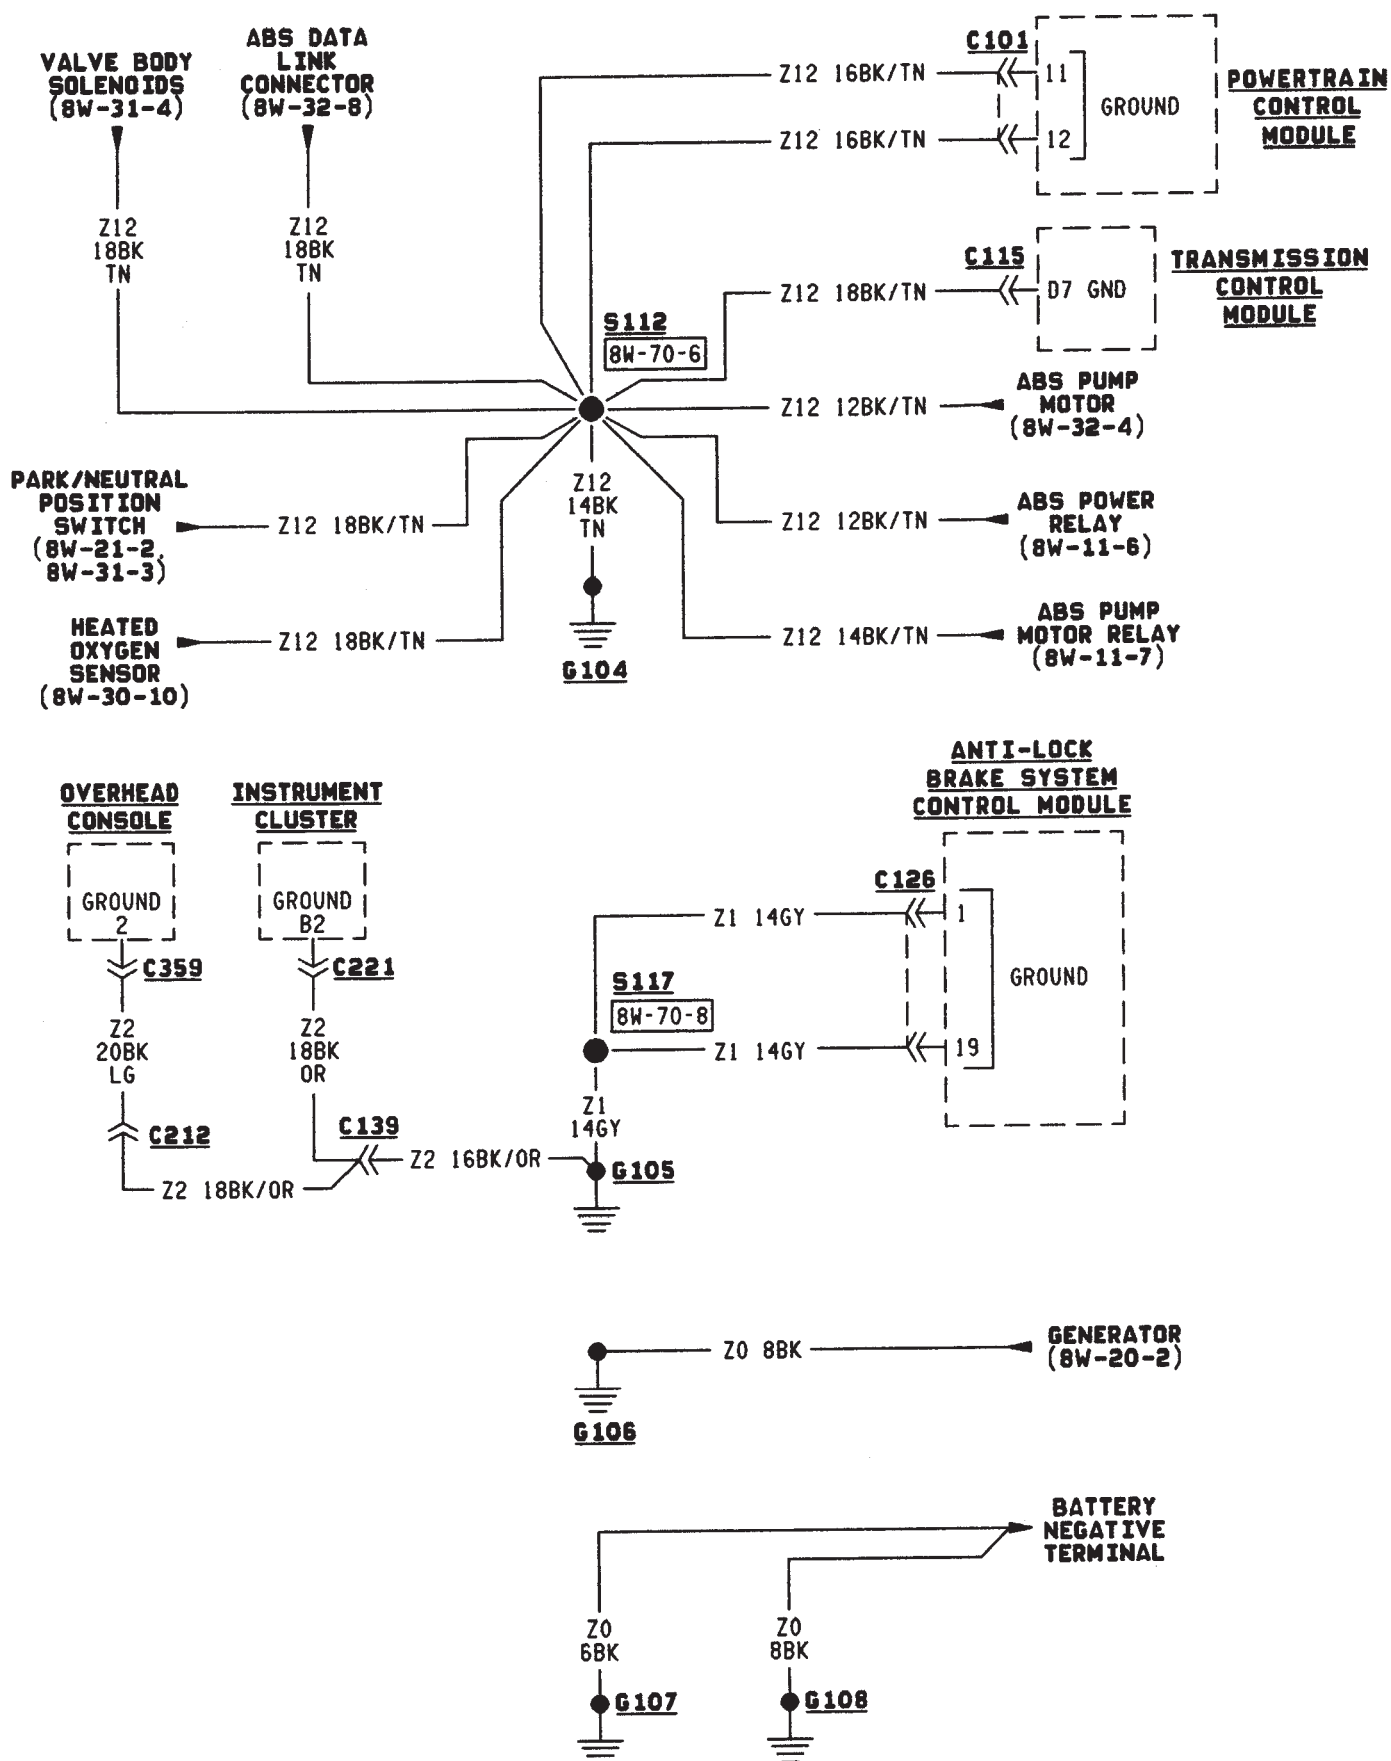 VALVE BODY
SOLENOIDS
(8W-31-4)
ABS DATA
LINK
CONNECTOR
(8W-32-8)
Z12
18BK
TN
Z12
18BK
TN
Z12 16BK/TN
C101
11
12
GROUND
POWERTRAIN
CONTROL
MODULE
Z12 16BK/TN
Z12 18BK/TN
C115
D7 GND
TRANSMISSION
CONTROL
MODULE
S112
8W-70-6
Z12 12BK/TN
ABS PUMP
MOTOR
(8W-32-4)
PARK/NEUTRAL
POSITION
SWITCH
(8W-21-2,
8W-31-3)
Z12 18BK/TN
Z12
14BK
TN
Z12 12BK/TN
ABS POWER
RELAY
(8W-11-6)
HEATED
OXYGEN
SENSOR
(8W-30-10)
Z12 18BK/TN
G104
Z12 14BK/TN
ABS PUMP
MOTOR RELAY
(8W-11-7)
OVERHEAD
CONSOLE
GROUND
2
C359
Z2
20BK
LG
C212
Z2 18BK/OR
INSTRUMENT
CLUSTER
GROUND
B2
C221
Z2
18BK
OR
C139
Z2 16BK/OR
ANTI-LOCK
BRAKE SYSTEM
CONTROL MODULE
C126
Z1 14GY
1
GROUND
S117
8W-70-8
Z1 14GY
19
Z1
14GY
G105
Z0 8BK
GENERATOR
(8W-20-2)
G106
BATTERY
NEGATIVE
TERMINAL
Z0
6BK
G107
Z0
8BK
G108